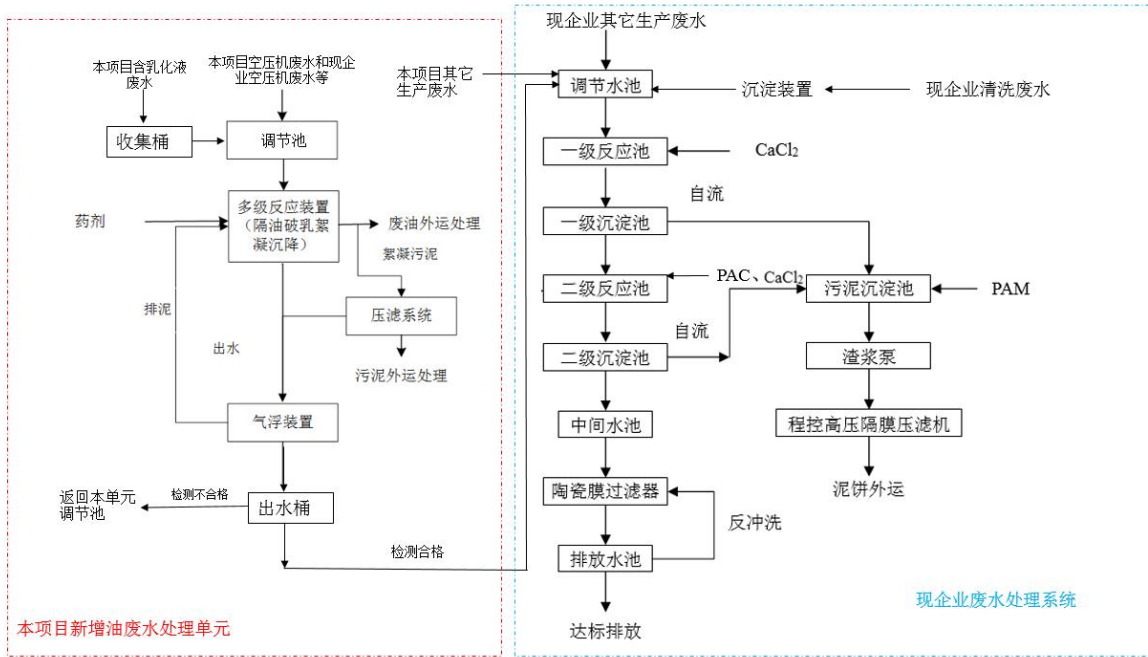 本项目含乳化液
废水
本项目空压机废水和现企
业空压机废水等
收集桶
调节池
药剂
多级反应装置
（隔油破乳絮
凝沉降）
废油外运处理
絮凝污泥
排泥
压滤系统
出水
污泥外运处理
气浮装置
返回本单元
调节池
检测不合格
出水桶
检测合格
本项目新增油废水处理单元
现企业其它生产废水
本项目其它
生产废水
调节水池
沉淀装置
现企业清洗废水
一级反应池
CaCl₂
自流
一级沉淀池
二级反应池
PAC、CaCl₂
污泥沉淀池
PAM
自流
二级沉淀池
渣浆泵
中间水池
程控高压隔膜压滤机
陶瓷膜过滤器
泥饼外运
反冲洗
排放水池
达标排放
现企业废水处理系统